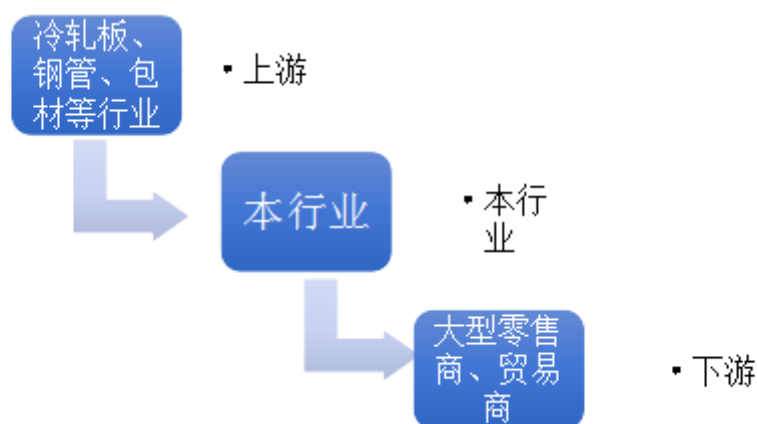 冷轧板、
钢管、包
材等行业
▪上游
本行业
▪本行
业
大型零售
商、贸易
商
▪下游